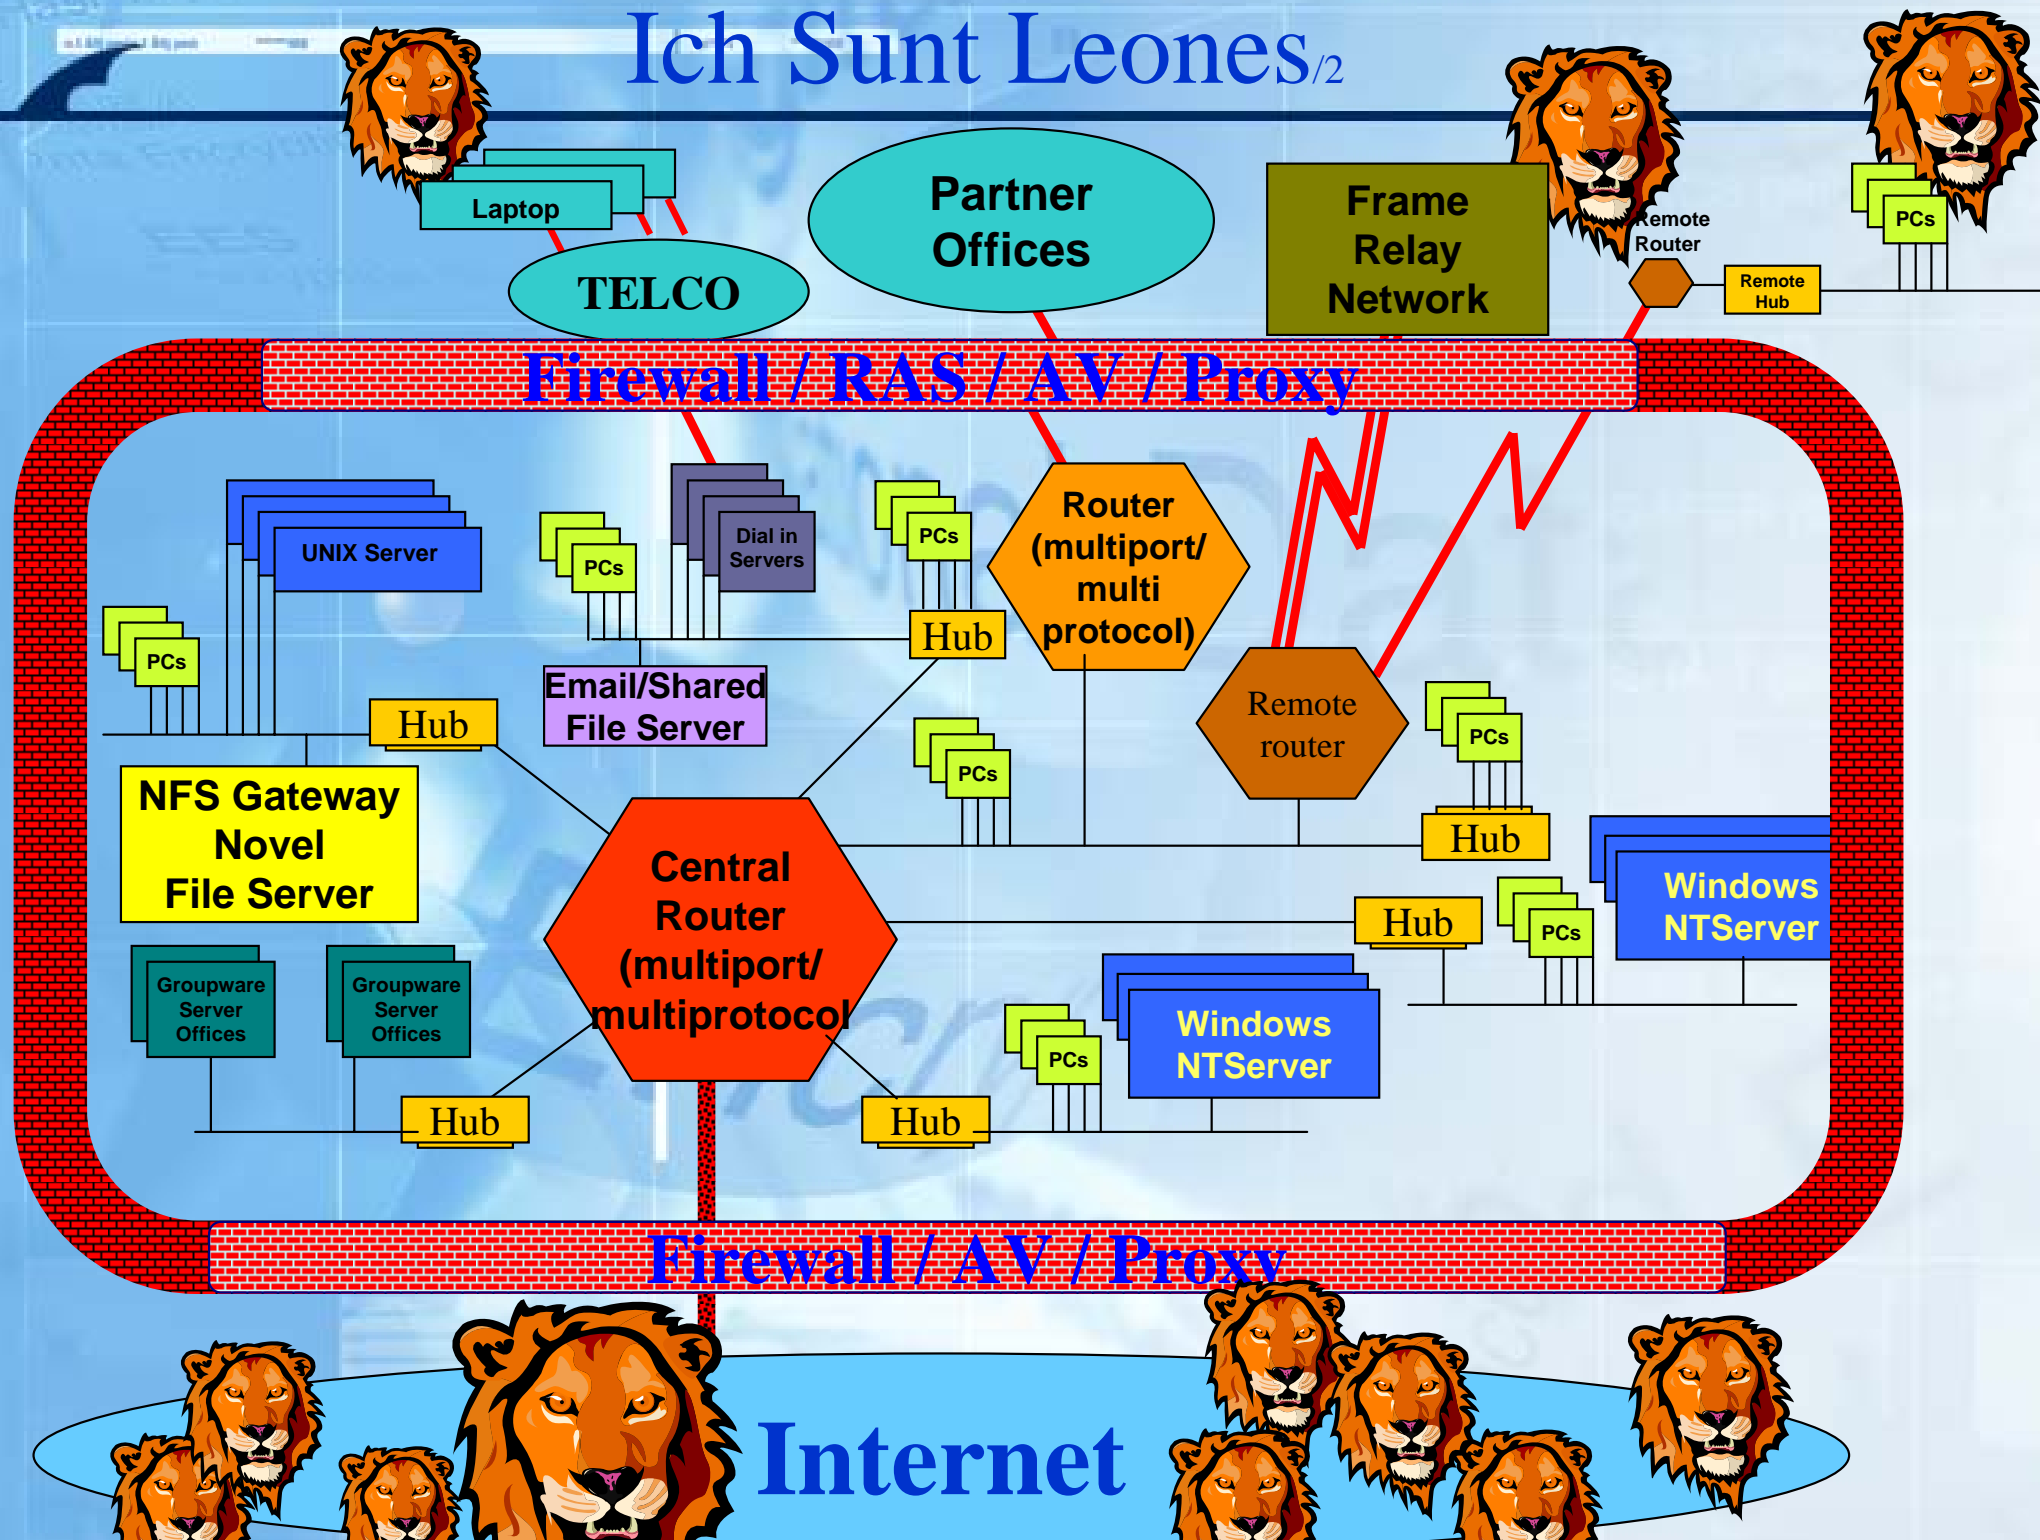 Ich Sunt Leones/2
Laptop
TELCO
Partner
Offices
Frame
Relay
Network
Remote
Router
Remote
Hub
PCs
Firewall / RAS / AV / Proxy
UNIX Server
PCs
Dial in
Servers
PCs
Router
(multiport/
multi
protocol)
PCs
Hub
Hub
Email/Shared
File Server
Remote
router
PCs
PCs
Hub
NFS Gateway
Novel
File Server
Central
Router
(multiport/
multiprotocol
Hub
PCs
Windows
NTServer
Groupware
Server
Offices
Groupware
Server
Offices
PCs
Windows
NTServer
Hub
Hub
Firewall / AV / Proxy
Internet